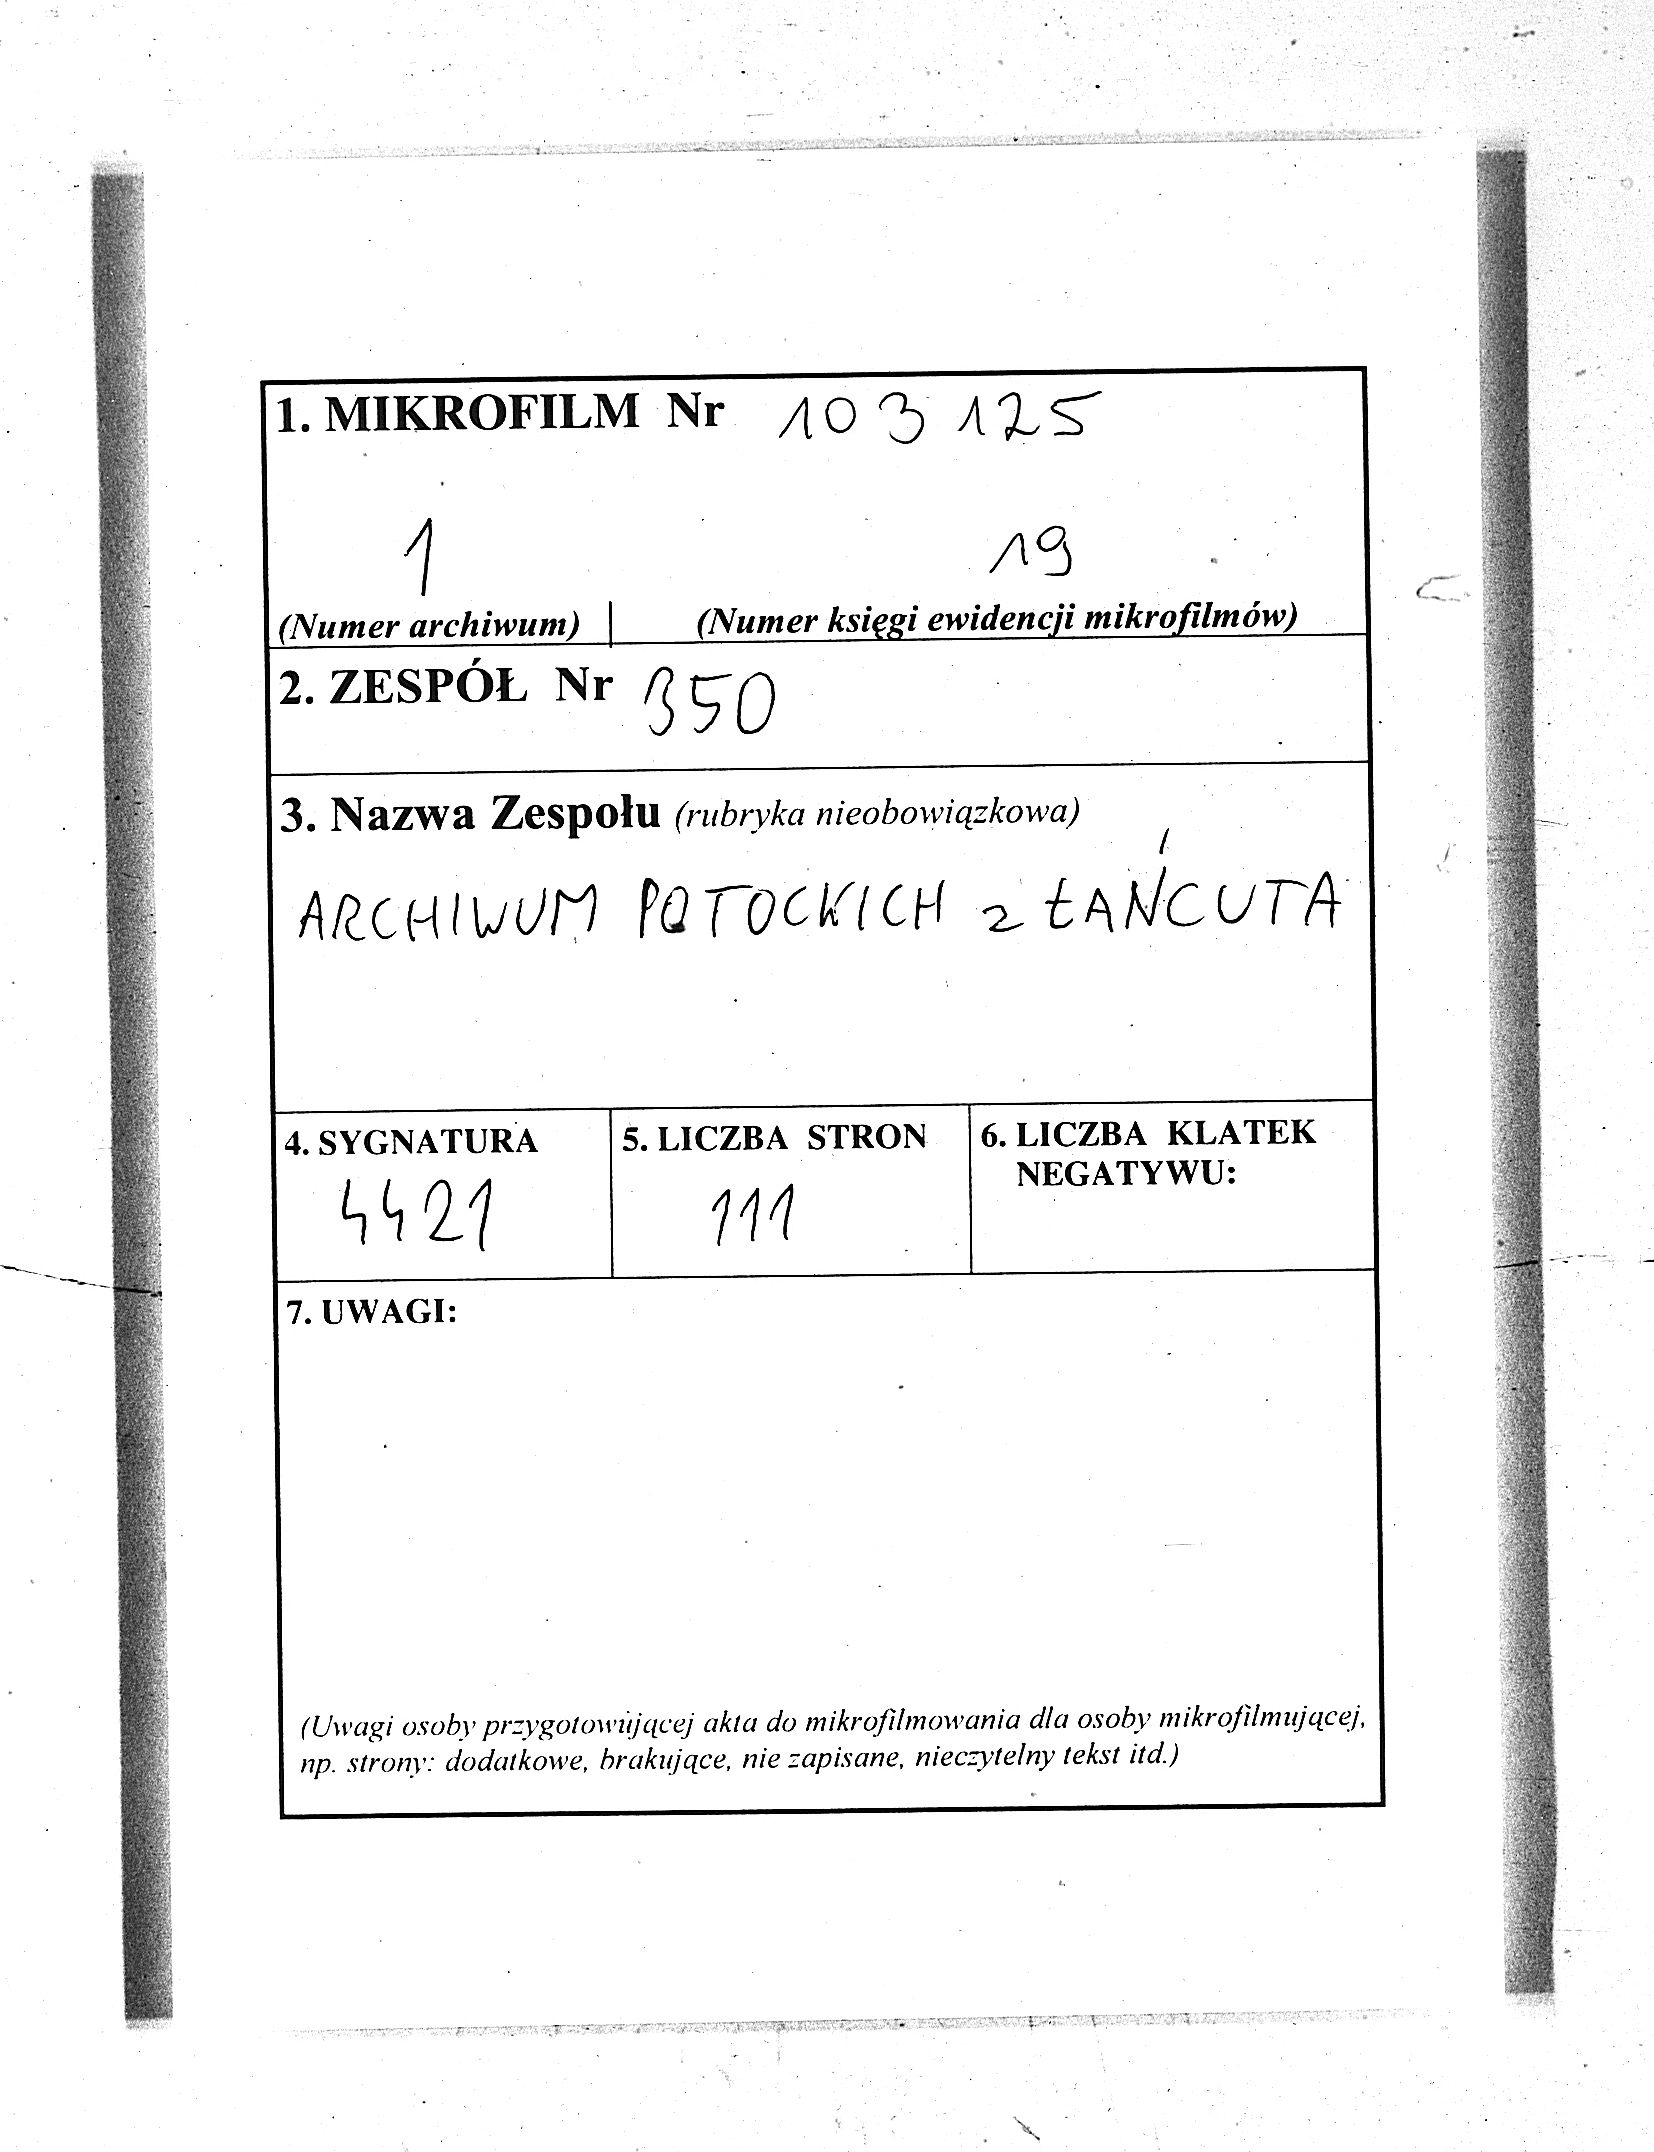 1. MIKROFILM Nr 103 125
1 19
(Numer archiwum) (Numer księgi ewidencji mikrofilmów)
2. ZESPÓŁ Nr 350
3. Nazwa Zespołu (rubryka nieobowiązkowa)
ARCHIWUM POTOCKICH z ŁAŃCUTA
4. SYGNATURA
4421
5. LICZBA STRON
111
6. LICZBA KLATEK
NEGATYWU:
7. UWAGI:
(Uwagi osoby przygotowującej akta do mikrofilmowania dla osoby mikrofilmującej,
np. strony: dodatkowe, brakujące, nie zapisane, nieczytelny tekst itd.)